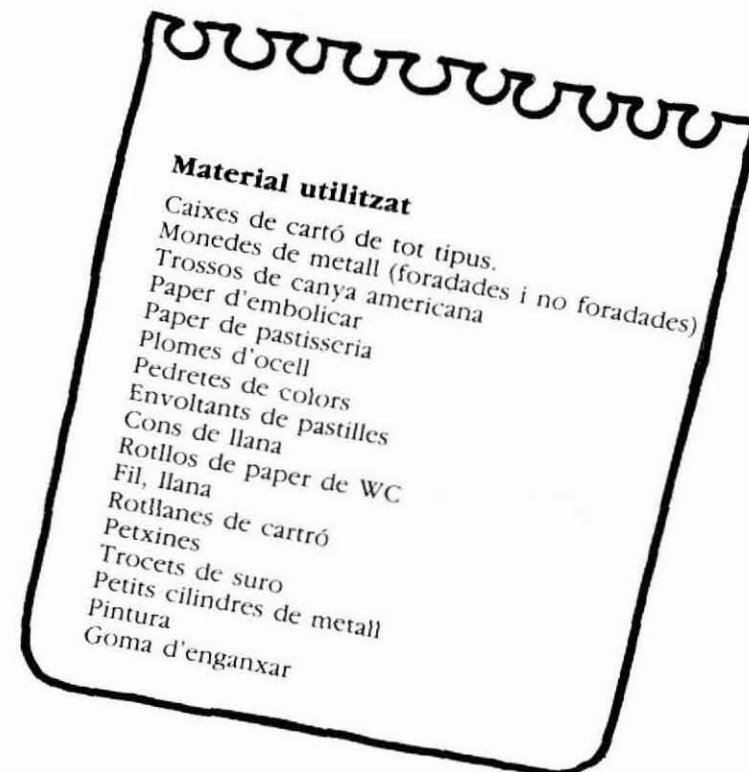 Material utilitzat
Caixes de cartó de tot tipus.
Monedes de metall (foradades i no foradades)
Trossos de canya americana
Paper d'embolicar
Paper de pastisseria
Plomes d'ocell
Pedretes de colors
Envoltants de pastilles
Cons de llana
Rotllos de paper de WC
Fil, llana
Rotllanes de cartró
Petxines
Trocets de suro
Petits cilindres de metall
Pintura
Goma d'enganxar